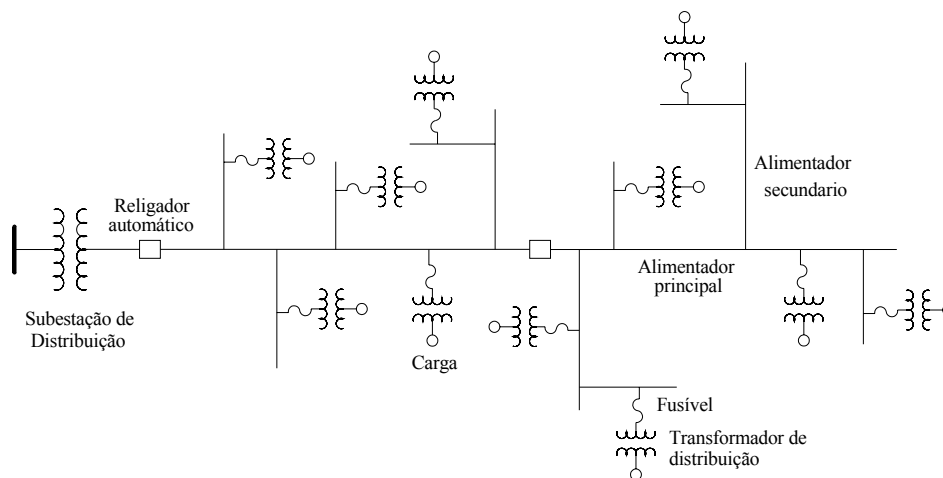 Alimentador
secundario
Religador
automático
Alimentador
principal
Subestação de
Distribuição
Carga
Fusível
Transformador de
distribuição